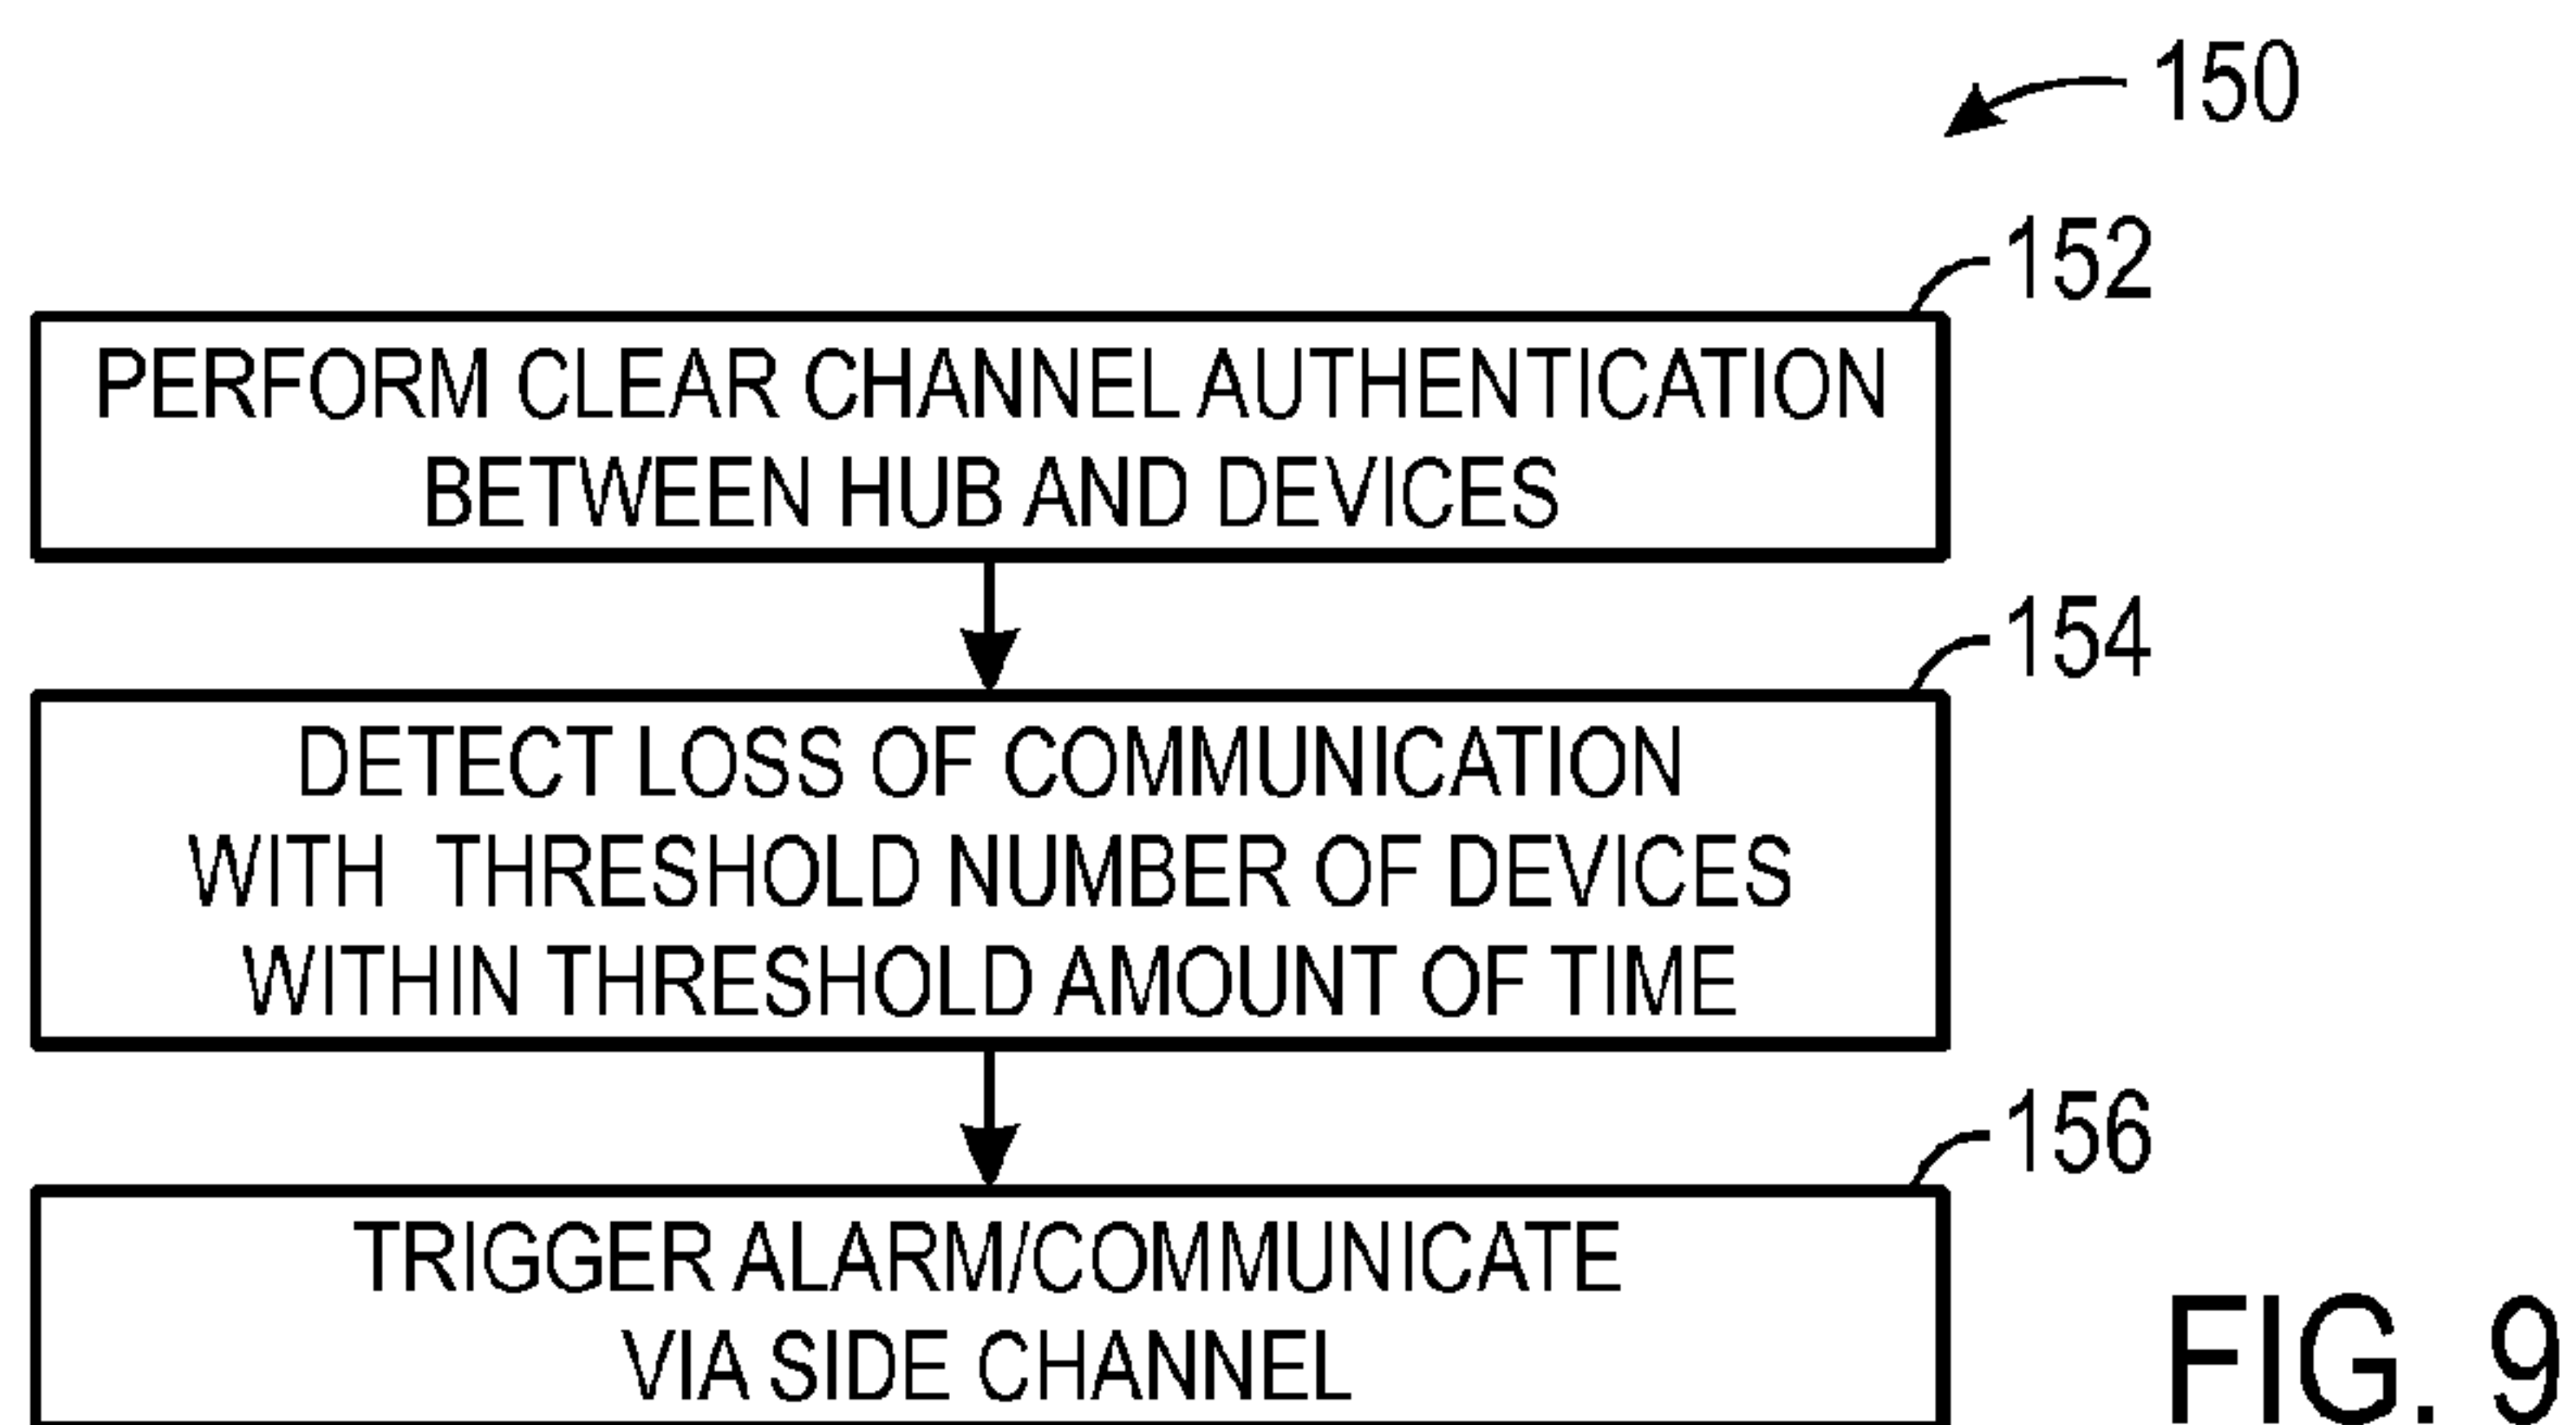 150
152
PERFORM CLEAR CHANNEL AUTHENTICATION
BETWEEN HUB AND DEVICES
154
DETECT LOSS OF COMMUNICATION
WITH THRESHOLD NUMBER OF DEVICES
WITHIN THRESHOLD AMOUNT OF TIME
156
TRIGGER ALARM/COMMUNICATE
VIA SIDE CHANNEL
FIG. 9